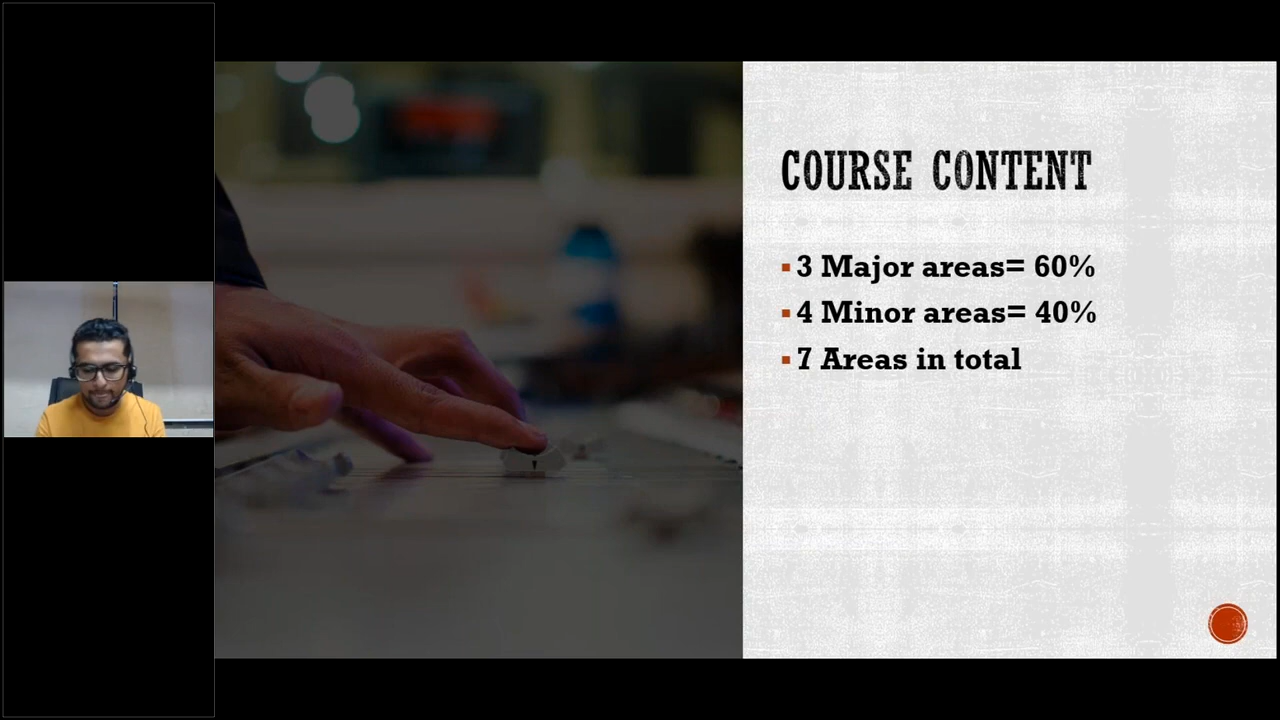 COURSE CONTENT
3 Major areas= 60%
4 Minor areas= 40%
7 Areas in total